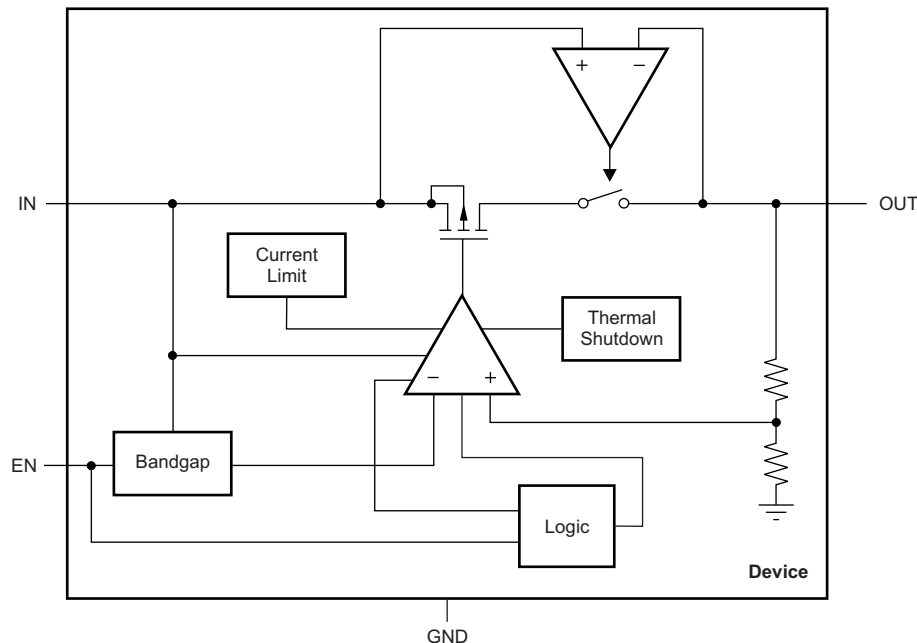 + −
IN
OUT
Current
Limit
Thermal
Shutdown
− +
EN
Bandgap
Logic
Device
GND